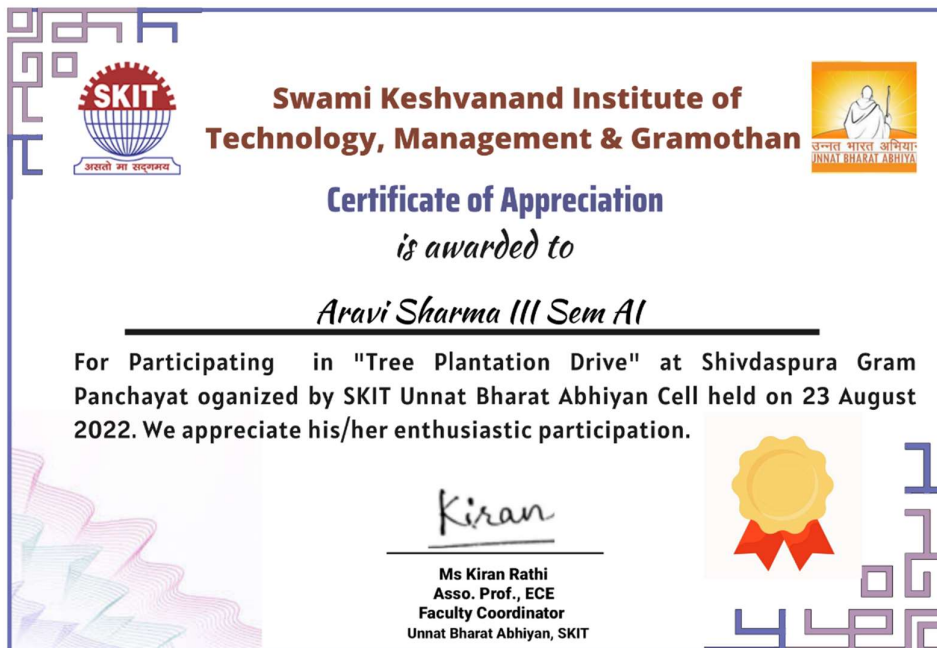 SKIT
असतो मा सद्गमय
Swami Keshvanand Institute of
Technology, Management & Gramothan
उन्नत भारत अभियान
UNNAT BHARAT ABHIYA
Certificate of Appreciation
is awarded to
Aravi Sharma III Sem AI
For Participating in "Tree Plantation Drive" at Shivdaspura Gram
Panchayat oganized by SKIT Unnat Bharat Abhiyan Cell held on 23 August
2022. We appreciate his/her enthusiastic participation.
Kiran
Ms Kiran Rathi
Asso. Prof., ECE
Faculty Coordinator
Unnat Bharat Abhiyan, SKIT